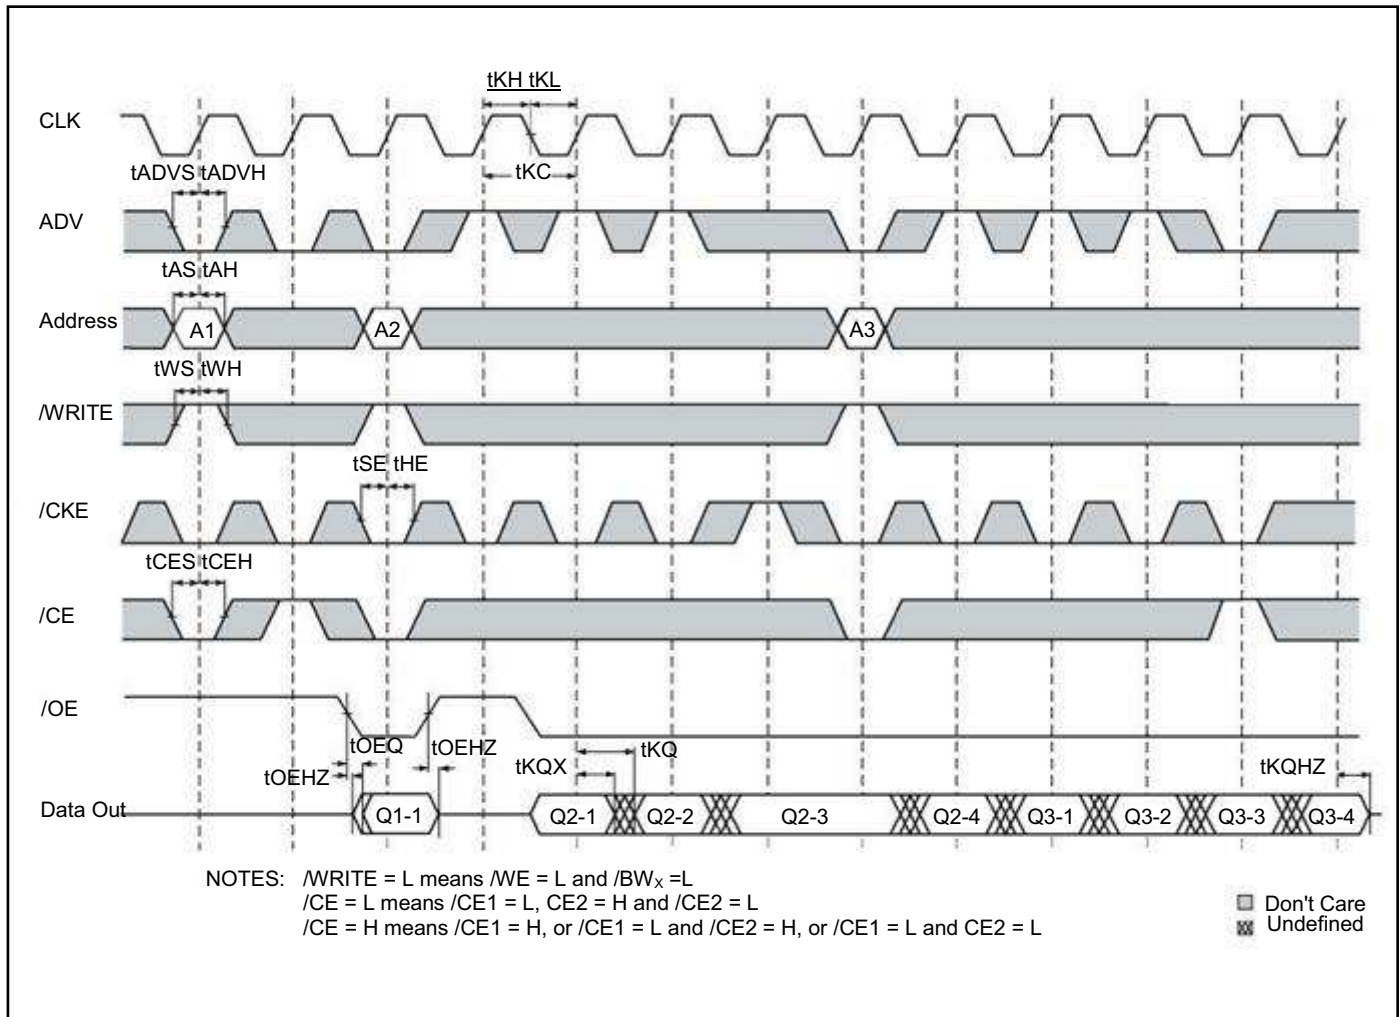 tKH tKL
CLK
tKC
tADVS tADVH
ADV
tAS tAH
Address
A1
A2
A3
tWS tWH
/WRITE
tSE tHE
/CKE
tCES tCEH
/CE
/OE
tOEQ
tOEHZ
tOEHZ
tKQX
tKQ
tKQHZ
Data Out
Q1-1
Q2-1
Q2-2
Q2-3
Q2-4
Q3-1
Q3-2
Q3-3
Q3-4
NOTES: /WRITE = L means /WE = L and /BWX =L
/CE = L means /CE1 = L, CE2 = H and /CE2 = L
/CE = H means /CE1 = H, or /CE1 = L and /CE2 = H, or /CE1 = L and CE2 = L
Don't Care
Undefined